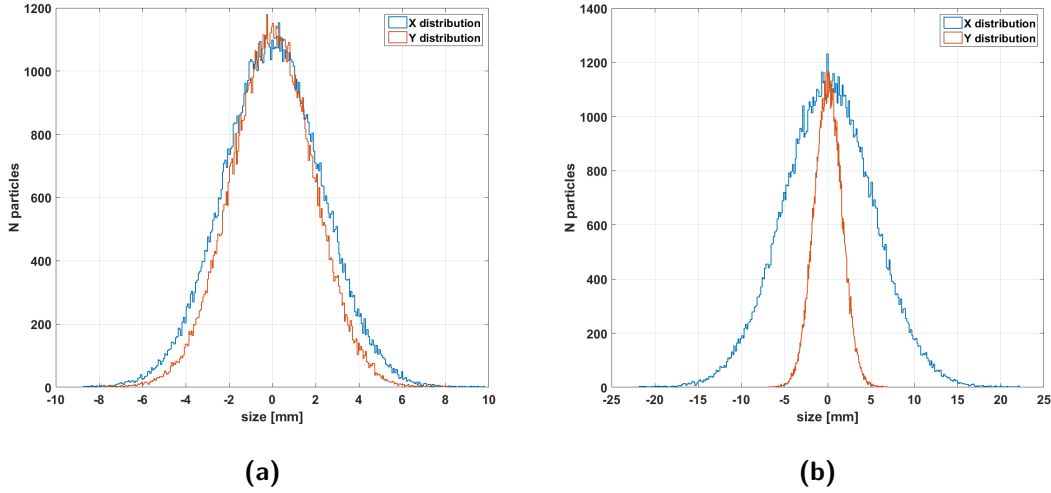 1200
1000
800
600
400
200
0
N particles
-10 -8 -6 -4 -2 0 2 4 6 8 10
size [mm]
X distribution
Y distribution
(a)
1400
1200
1000
800
600
400
200
0
N particles
-25 -20 -15 -10 -5 0 5 10 15 20 25
size [mm]
X distribution
Y distribution
(b)